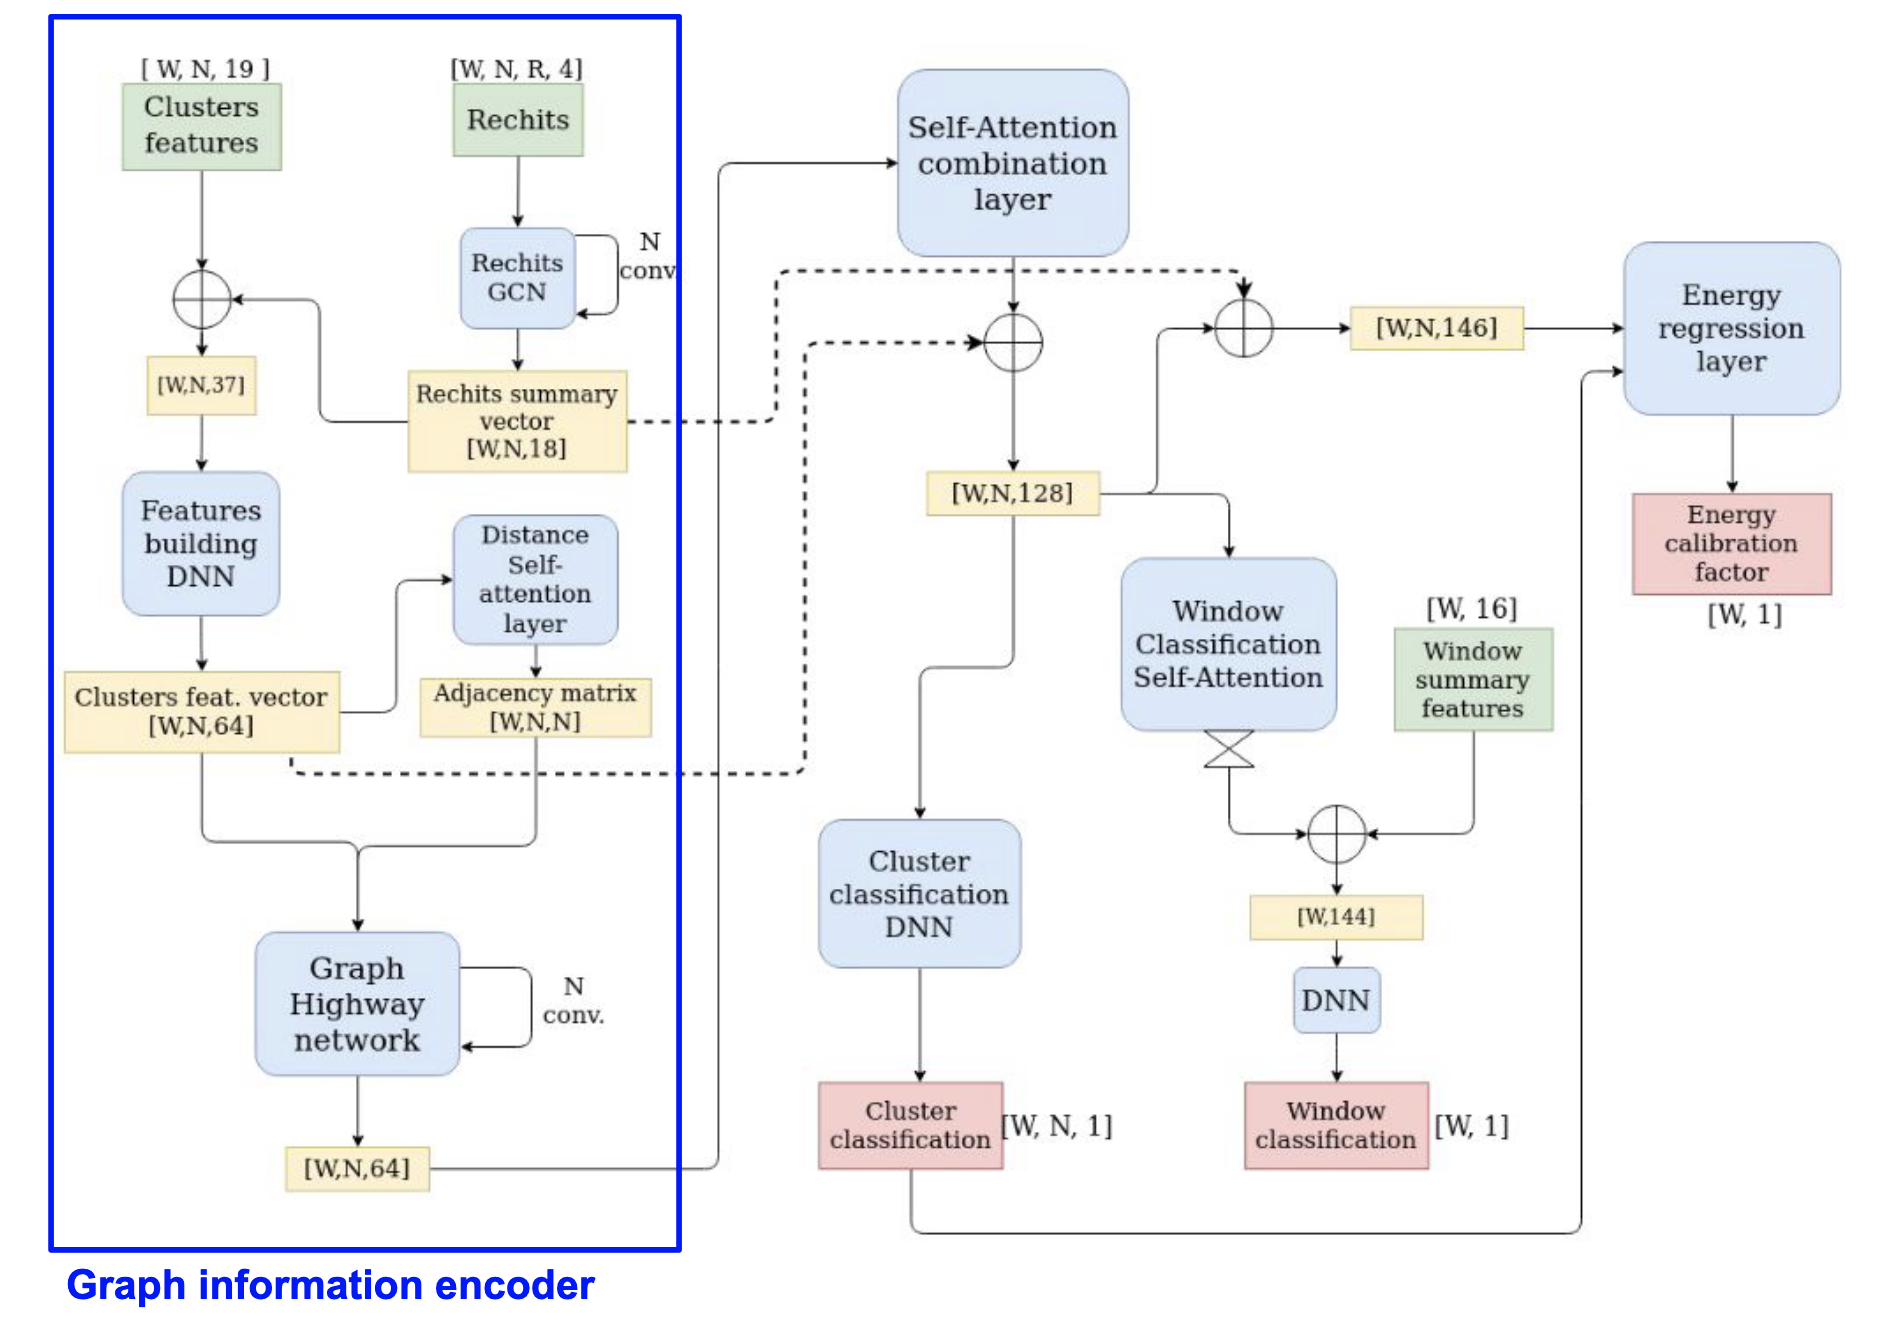 [ W, N, 19 ]
Clusters
features
[W, N, R, 4]
Rechits
Rechits
GCN
N
conv.
[W,N,37]
Rechits summary
vector
[W,N,18]
Features
building
DNN
Distance
Self-
attention
layer
Clusters feat. vector
[W,N,64]
Adjacency matrix
[W,N,N]
Graph
Highway
network
N
conv.
[W,N,64]
Graph information encoder
Self-Attention
combination
layer
[W,N,128]
[W,N,146]
Energy
regression
layer
Energy
calibration
factor
[W, 1]
Window
Classification
Self-Attention
[W, 16]
Window
summary
features
Cluster
classification
DNN
[W,144]
DNN
Cluster
classification
[W, N, 1]
Window
classification
[W, 1]